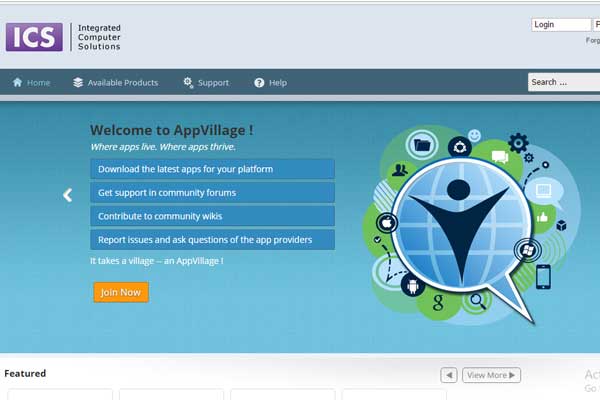 ICS
Integrated
Computer
Solutions
Login
P
Forg
Home
Available Products
Support
Help
Search ...
Welcome to AppVillage !
Where apps live. Where apps thrive.
Download the latest apps for your platform
Get support in community forums
Contribute to community wikis
Report issues and ask questions of the app providers
It takes a village -- an AppVillage !
Join Now
g
Featured
View More
Act
Go